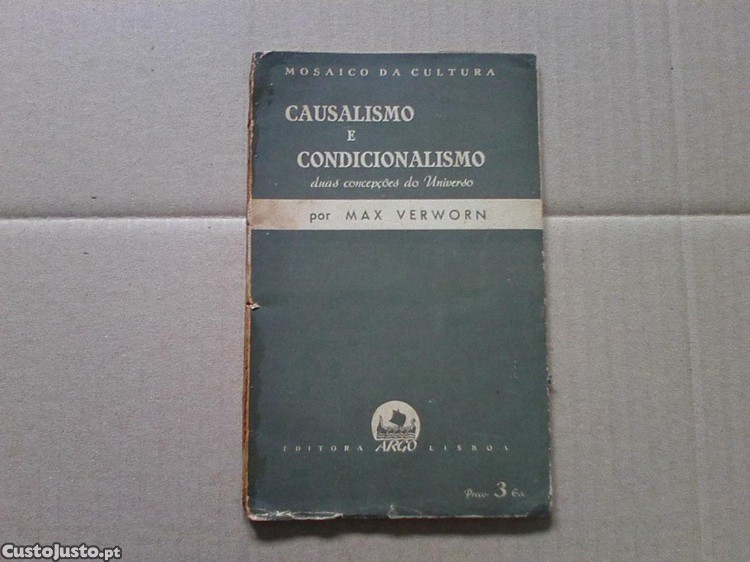 MOSAICO DA CULTURA
CAUSALISMO
E
CONDICIONALISMO
duas concepções do Universo
por MAX VERWORN
EDITORA ARGO LISBOA
Preço 3 Esc.
CustoJusto.pt